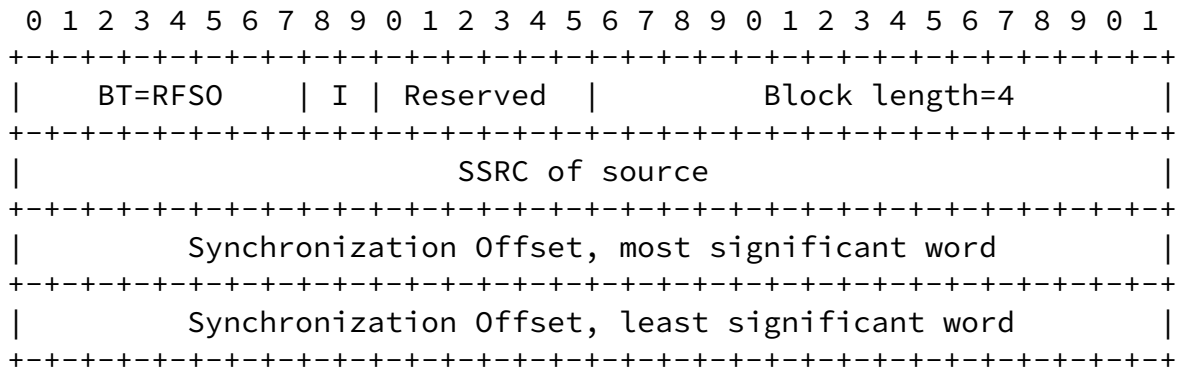 0 1 2 3 4 5 6 7 8 9 0 1 2 3 4 5 6 7 8 9 0 1 2 3 4 5 6 7 8 9 0 1
+-+-+-+-+-+-+-+-+-+-+-+-+-+-+-+-+-+-+-+-+-+-+-+-+-+-+-+-+-+-+-+-+
|    BT=RFSO    | I | Reserved  |         Block length=4        |
+-+-+-+-+-+-+-+-+-+-+-+-+-+-+-+-+-+-+-+-+-+-+-+-+-+-+-+-+-+-+-+-+
|                        SSRC of source                         |
+-+-+-+-+-+-+-+-+-+-+-+-+-+-+-+-+-+-+-+-+-+-+-+-+-+-+-+-+-+-+-+-+
|         Synchronization Offset, most significant word         |
+-+-+-+-+-+-+-+-+-+-+-+-+-+-+-+-+-+-+-+-+-+-+-+-+-+-+-+-+-+-+-+-+
|         Synchronization Offset, least significant word        |
+-+-+-+-+-+-+-+-+-+-+-+-+-+-+-+-+-+-+-+-+-+-+-+-+-+-+-+-+-+-+-+-+